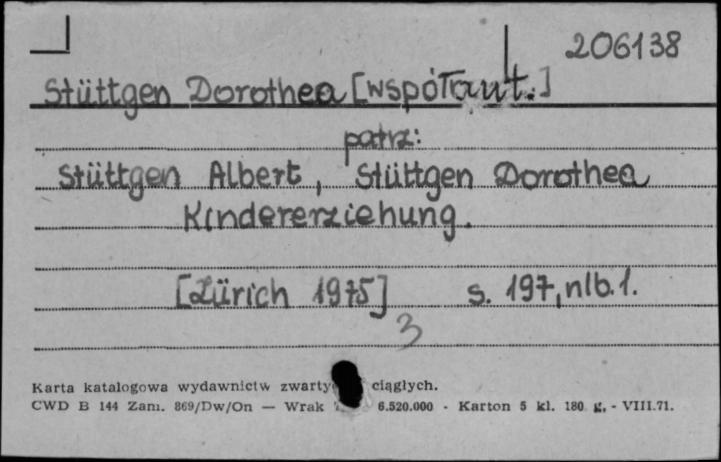 206138
Stüttgen Dorothea [współaut.]
patrz:
Stüttgen Albert, Stüttgen Dorothea
Kindererziehung.
[Zürich 1975] s. 197, nlb. 1.
3
Karta katalogowa wydawnictw zwarty ciągłych.
CWD B 144 Zam. 869/Dw/On — Wrak 6.520.000 - Karton 5 kl. 180 g. - VIII.71.